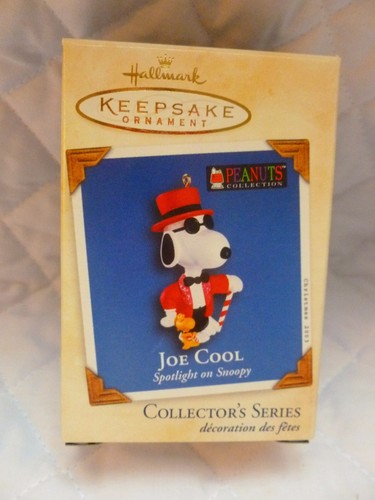 Hallmark
KEEPSAKE
ORNAMENT
PEANUTS
COLLECTION
JOE COOL
Spotlight on Snoopy
COLLECTOR'S SERIES
décoration des fêtes